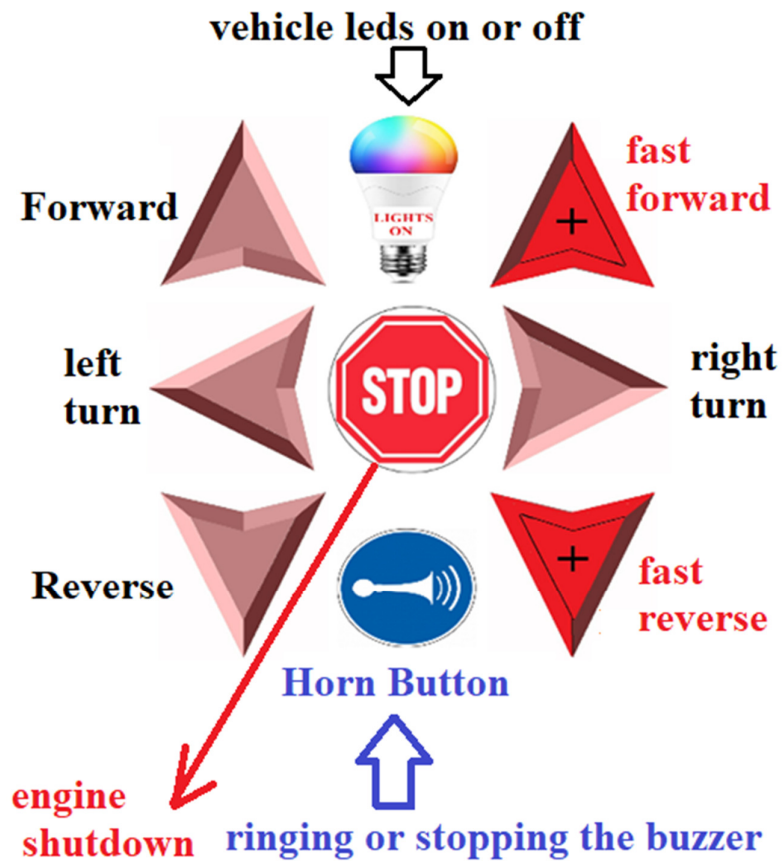 vehicle leds on or off
Forward
LIGHTS
ON
+
fast
forward
left
turn
STOP
right
turn
Reverse
+
fast
reverse
Horn Button
engine
shutdown
ringing or stopping the buzzer